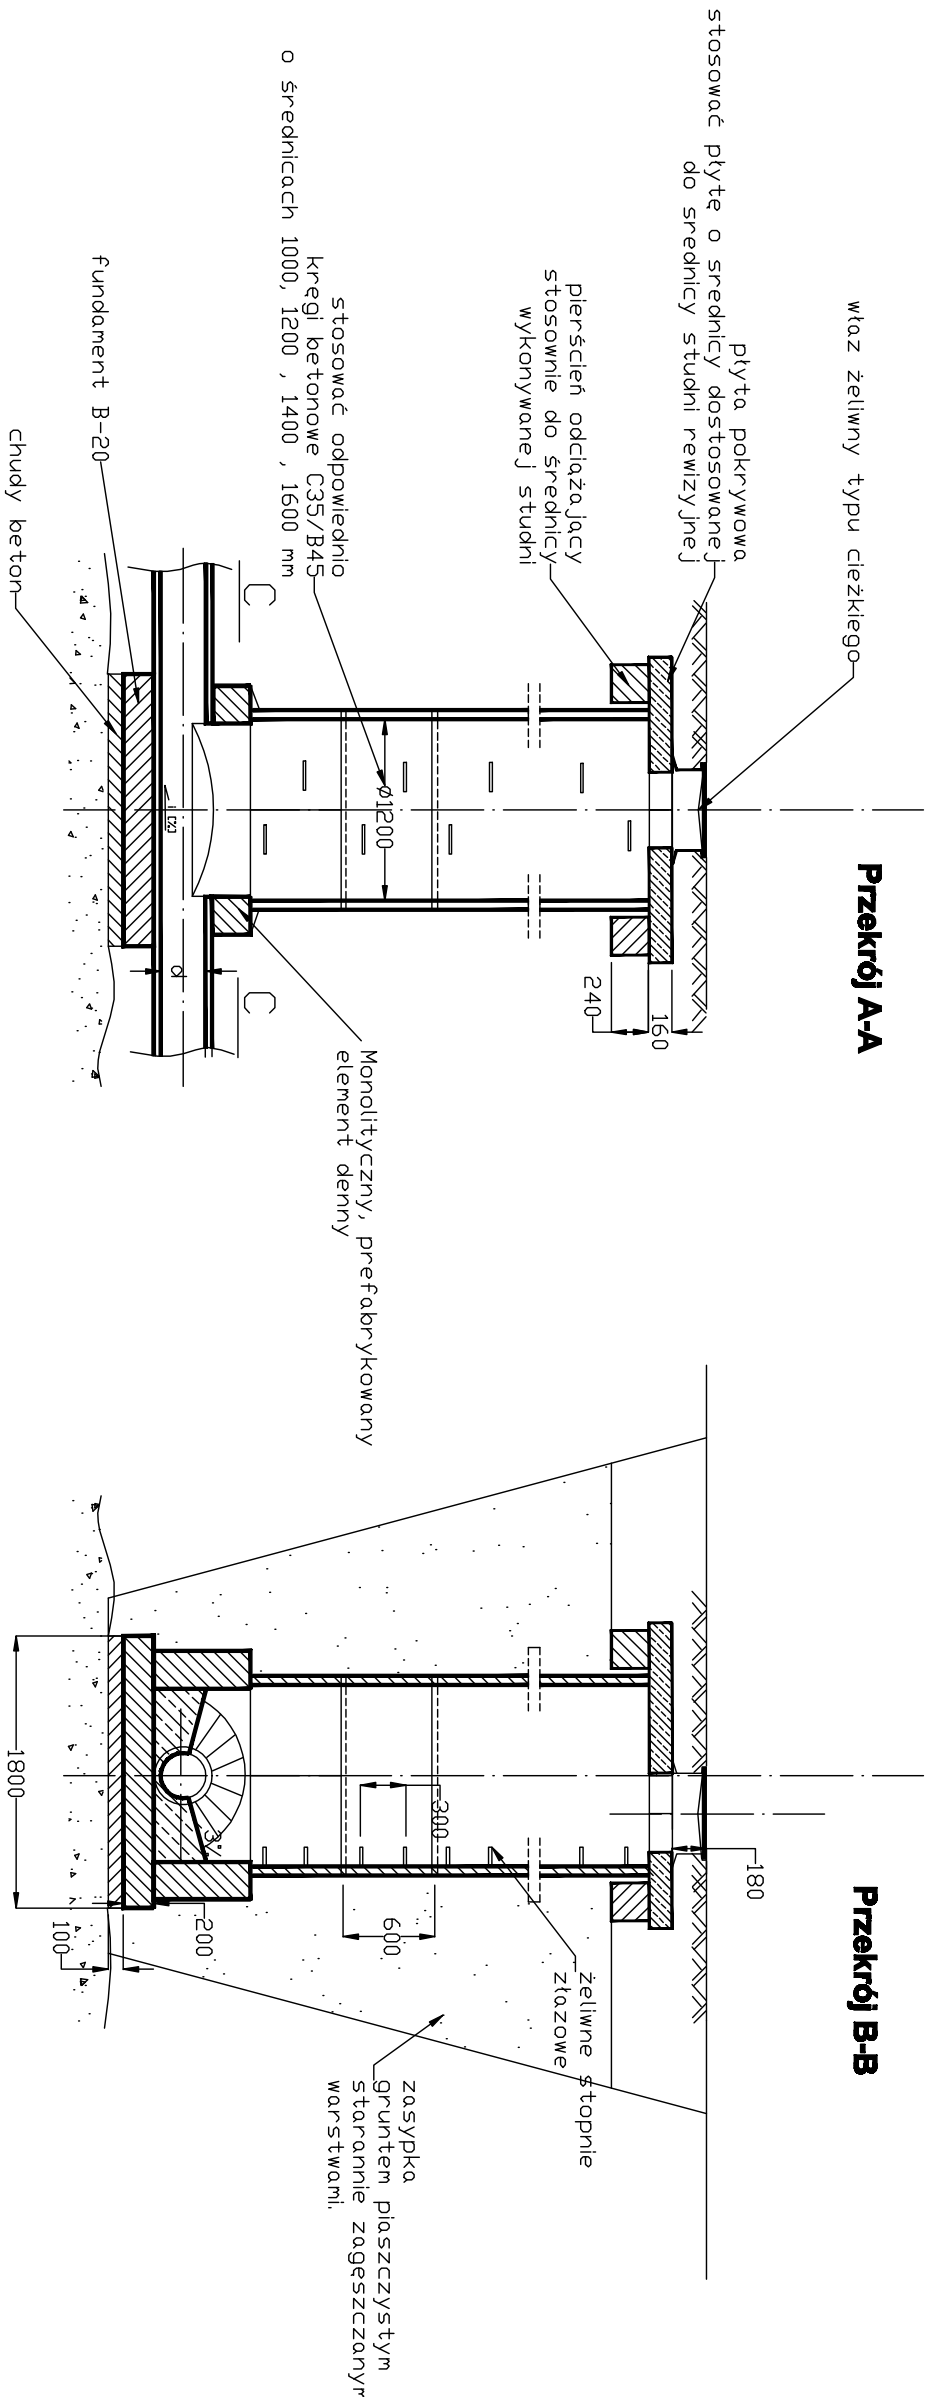 Przekrój A-A
właz żeliwny typu cieżkiego
płyta pokrywowa
stosować płytę o srednicy dostosowanej
do srednicy studni rewizyjnej
pierścień odciążający
stosownie do średnicy
wykonywanej studni
stosować odpowiednio
kręgi betonowe C35/B45
o średnicach 1000, 1200 , 1400 , 1600 mm
fundament B-20
chudy beton
C
C
160
240
Ø1200
i [%]
d
Monolityczny, prefabrykowany
element denny
Przekrój B-B
180
300
600
3%
200
100
1800
żeliwne stopnie
złazowe
zasypka
gruntem piaszczystym
starannie zagęszczanym
warstwami.